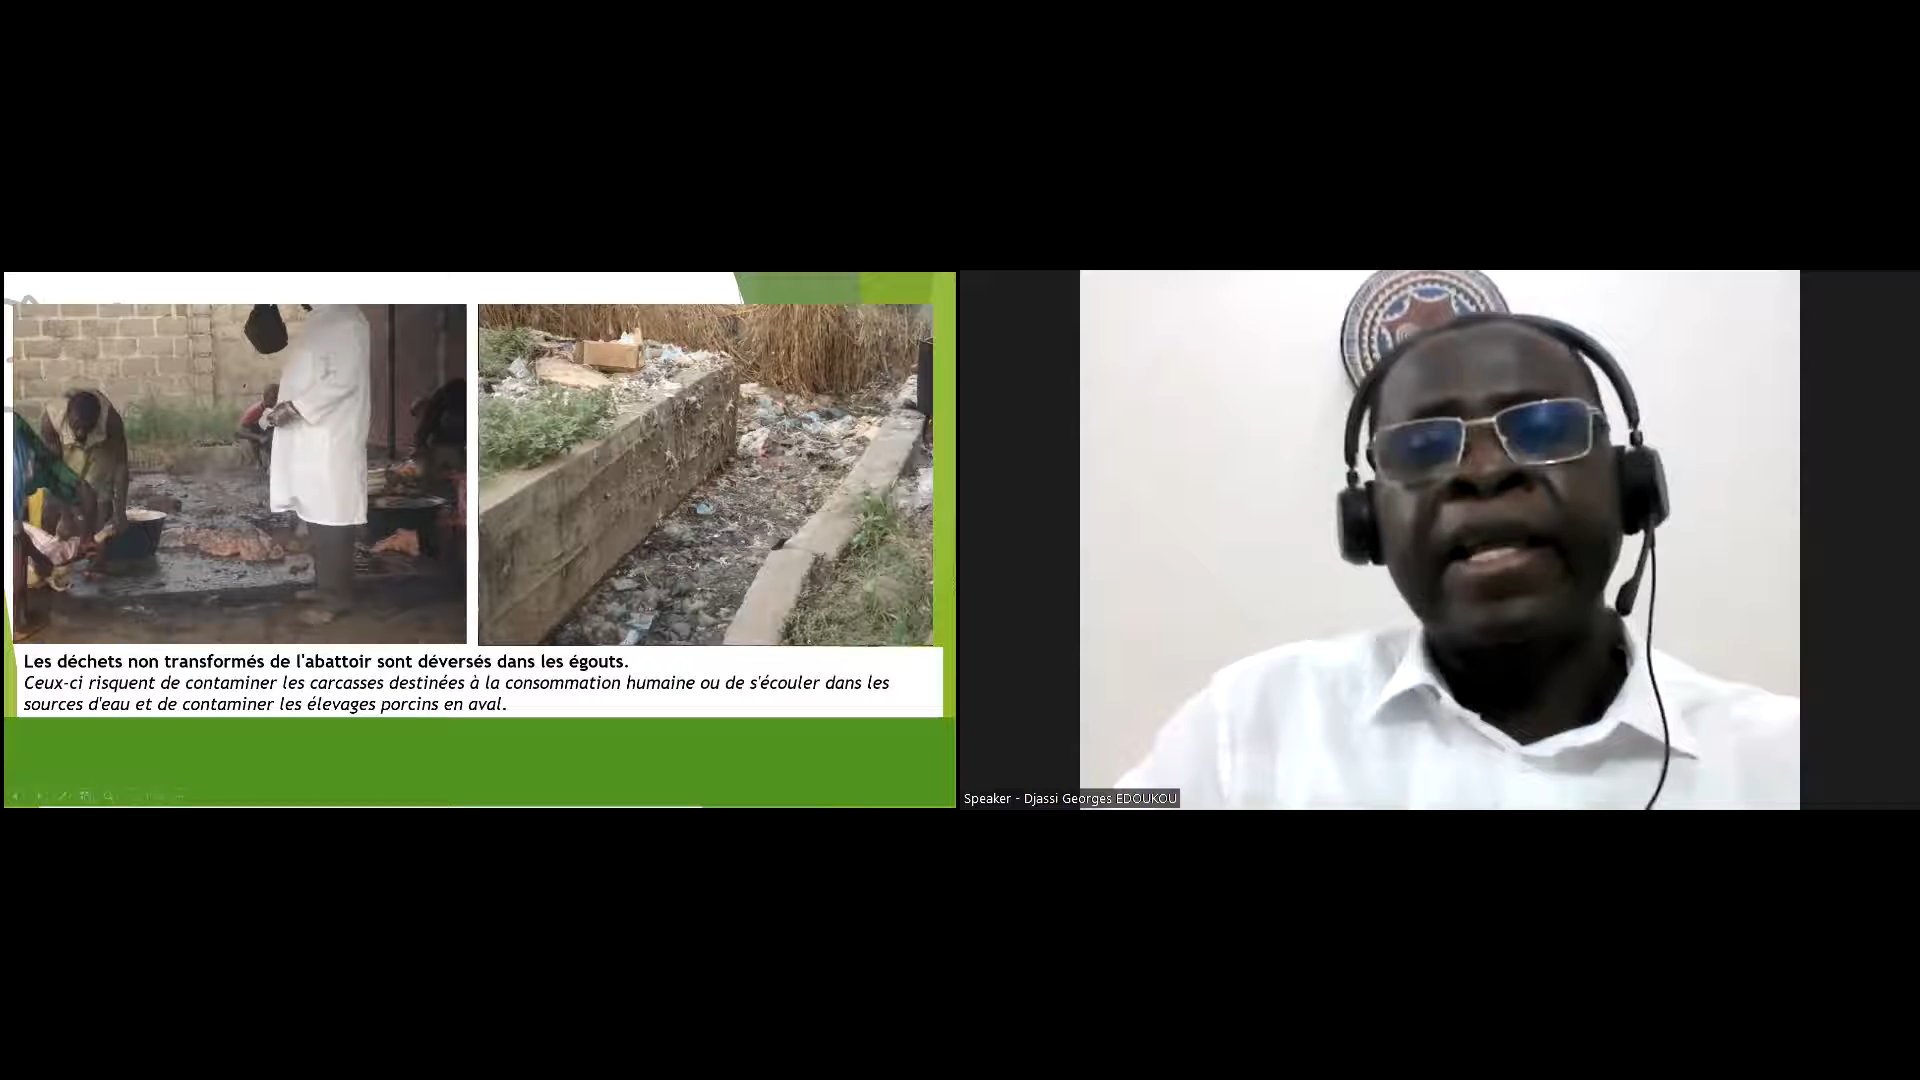 Les déchets non transformés de l'abattoir sont déversés dans les égouts.
Ceux-ci risquent de contaminer les carcasses destinées à la consommation humaine ou de s'écouler dans les
sources d'eau et de contaminer les élevages porcins en aval.
Speaker - Djassi Georges EDOUKOU